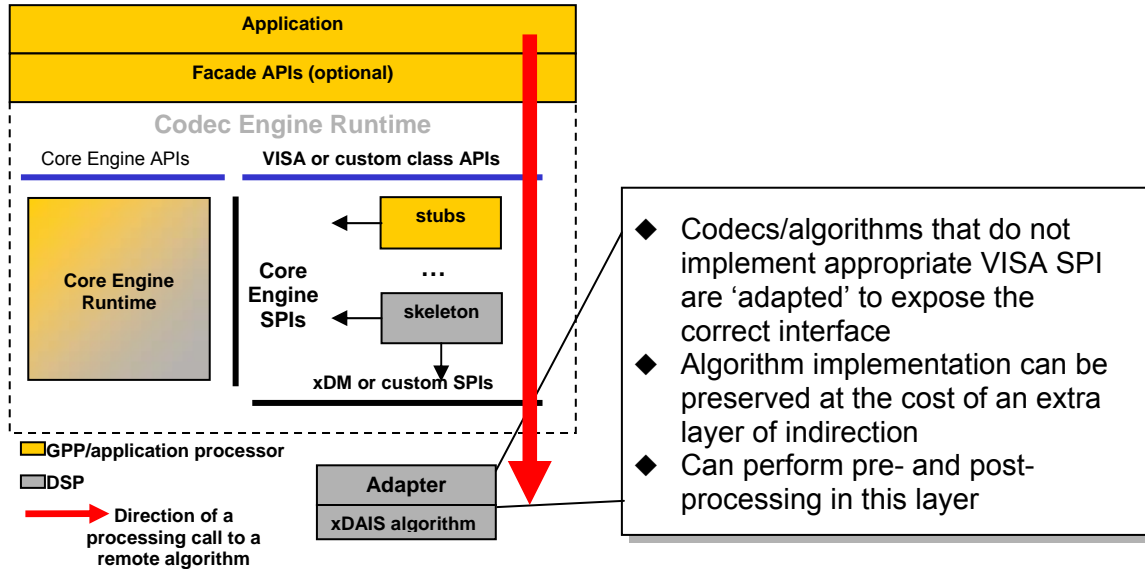 Application
Facade APIs (optional)
Codec Engine Runtime
Core Engine APIs
VISA or custom class APIs
Core Engine
Runtime
Core
Engine
SPIs
stubs
...
skeleton
xDM or custom SPIs
GPP/application processor
DSP
Direction of a
processing call to a
remote algorithm
Adapter
xDAIS algorithm
◆ Codecs/algorithms that do not
implement appropriate VISA SPI
are ‘adapted’ to expose the
correct interface
◆ Algorithm implementation can be
preserved at the cost of an extra
layer of indirection
◆ Can perform pre- and post-
processing in this layer